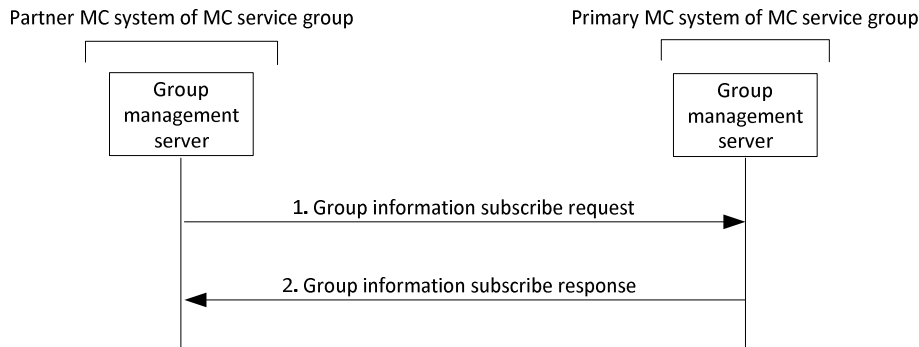 Partner MC system of MC service group
Primary MC system of MC service group
Group
management
server
Group
management
server
1. Group information subscribe request
2. Group information subscribe response